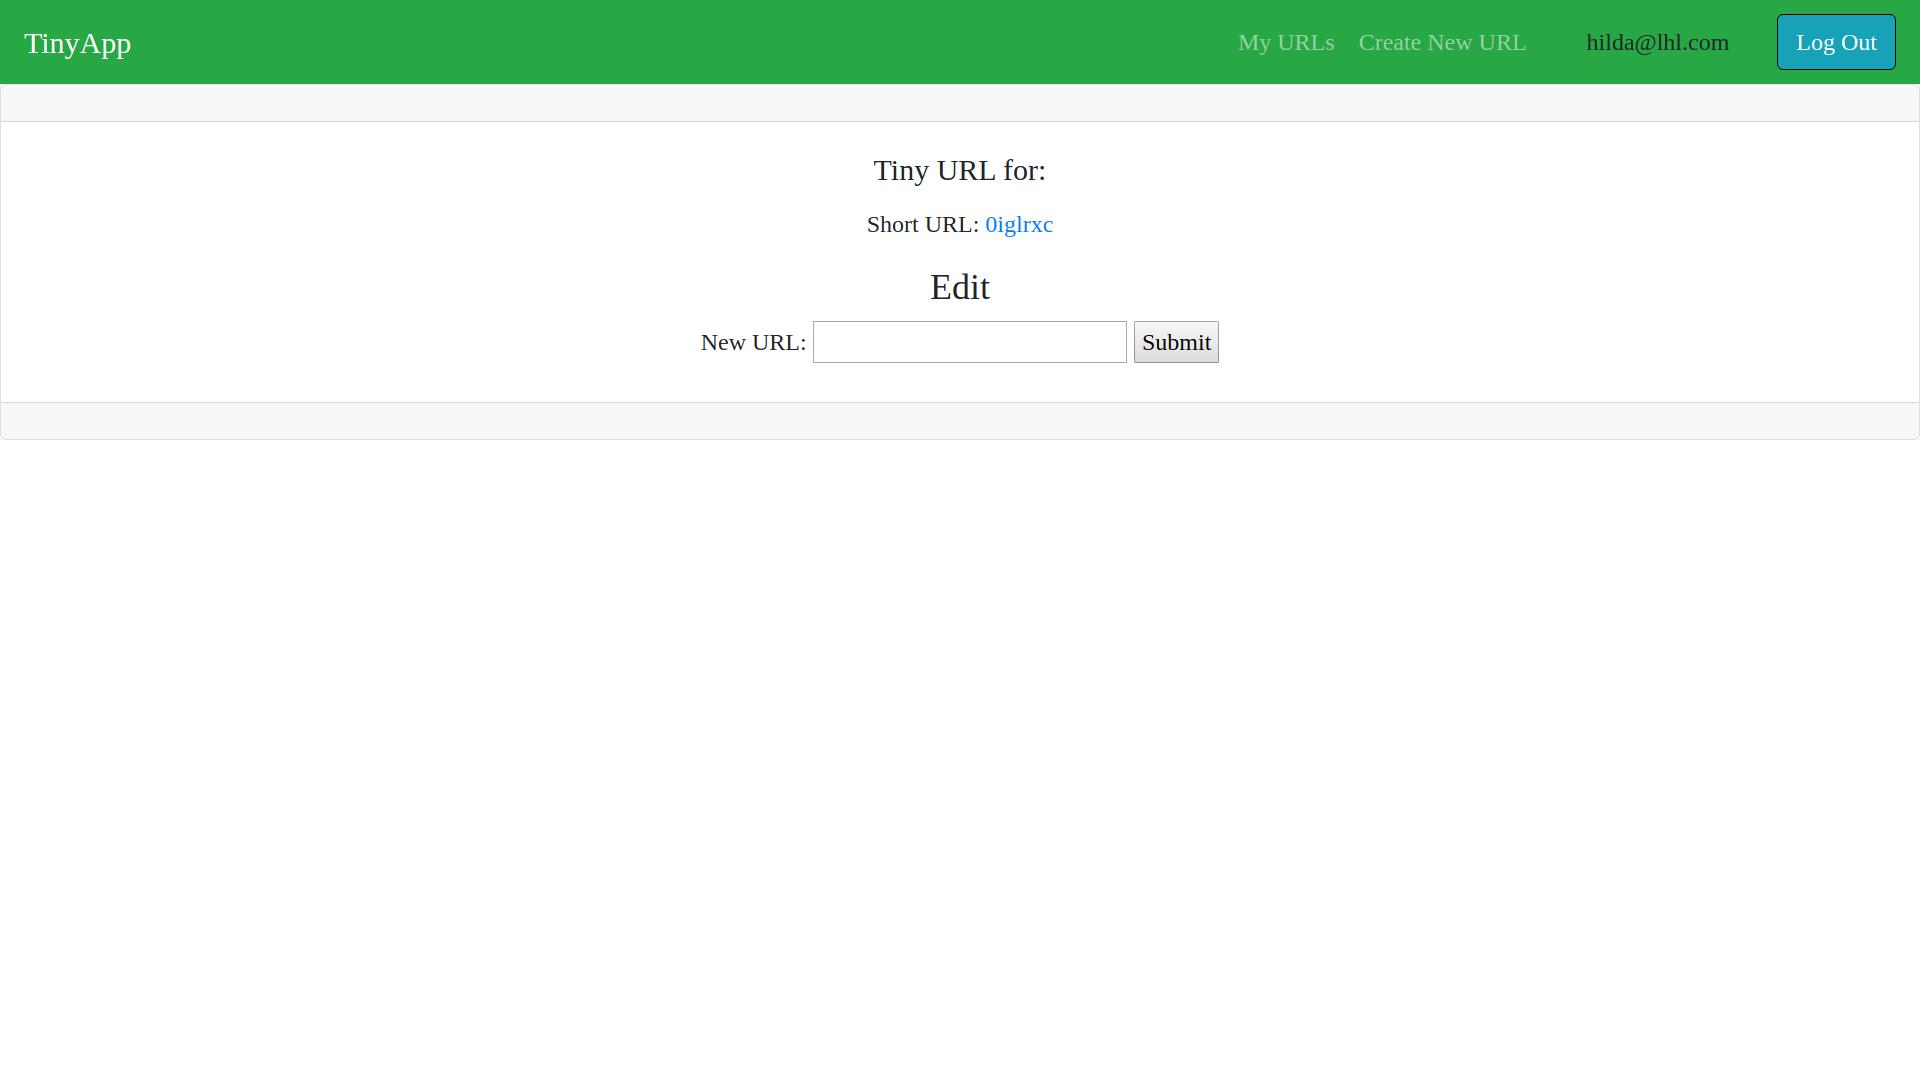 TinyApp My URLs Create New URL hilda@lhl.com Log Out
Tiny URL for:
Short URL: 0iglrxc
Edit
New URL: Submit